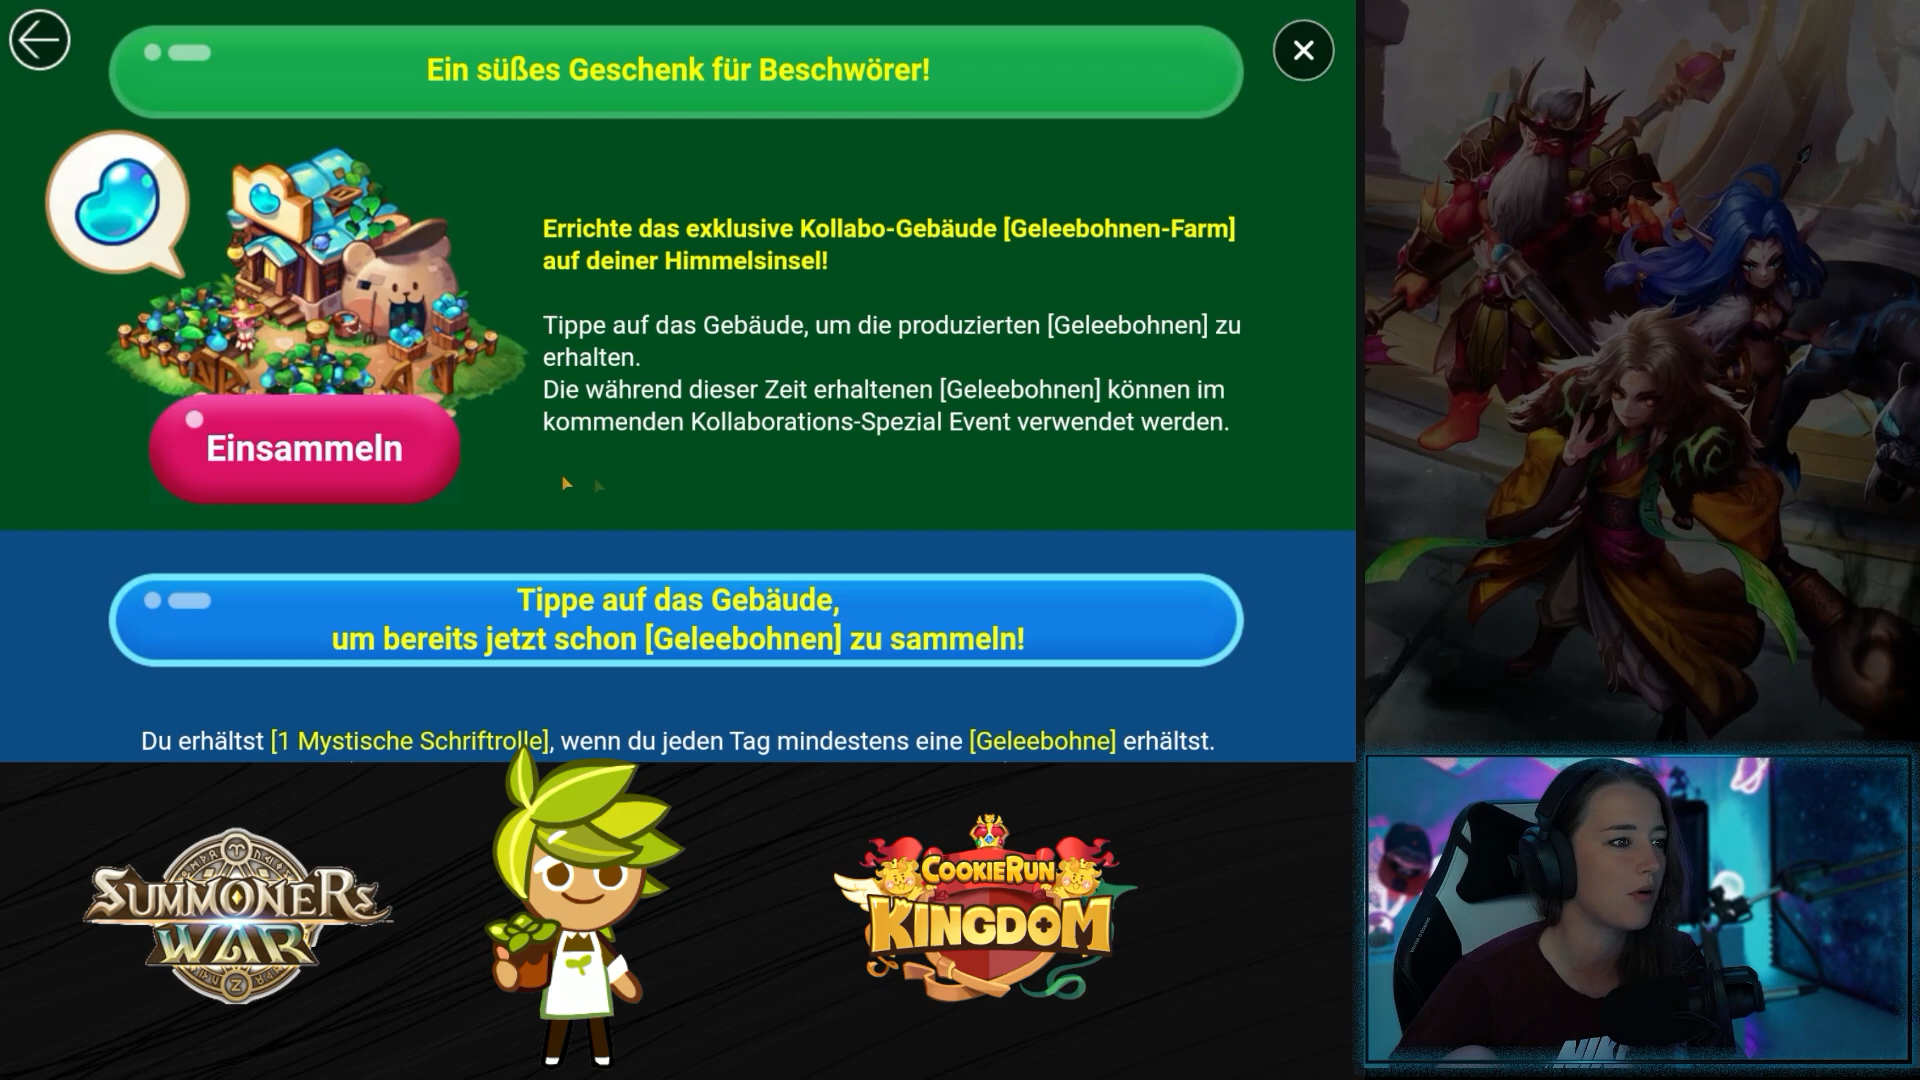 Ein süßes Geschenk für Beschwörer!
Errichte das exklusive Kollabo-Gebäude [Geleebohnen-Farm]
auf deiner Himmelsinsel!
Tippe auf das Gebäude, um die produzierten [Geleebohnen] zu
erhalten.
Die während dieser Zeit erhaltenen [Geleebohnen] können im
kommenden Kollaborations-Spezial Event verwendet werden.
Einsammeln
Tippe auf das Gebäude,
um bereits jetzt schon [Geleebohnen] zu sammeln!
Du erhältst [1 Mystische Schriftrolle], wenn du jeden Tag mindestens eine [Geleebohne] erhältst.
SUMMONERS
WAR
COOKIERUN
KINGDOM